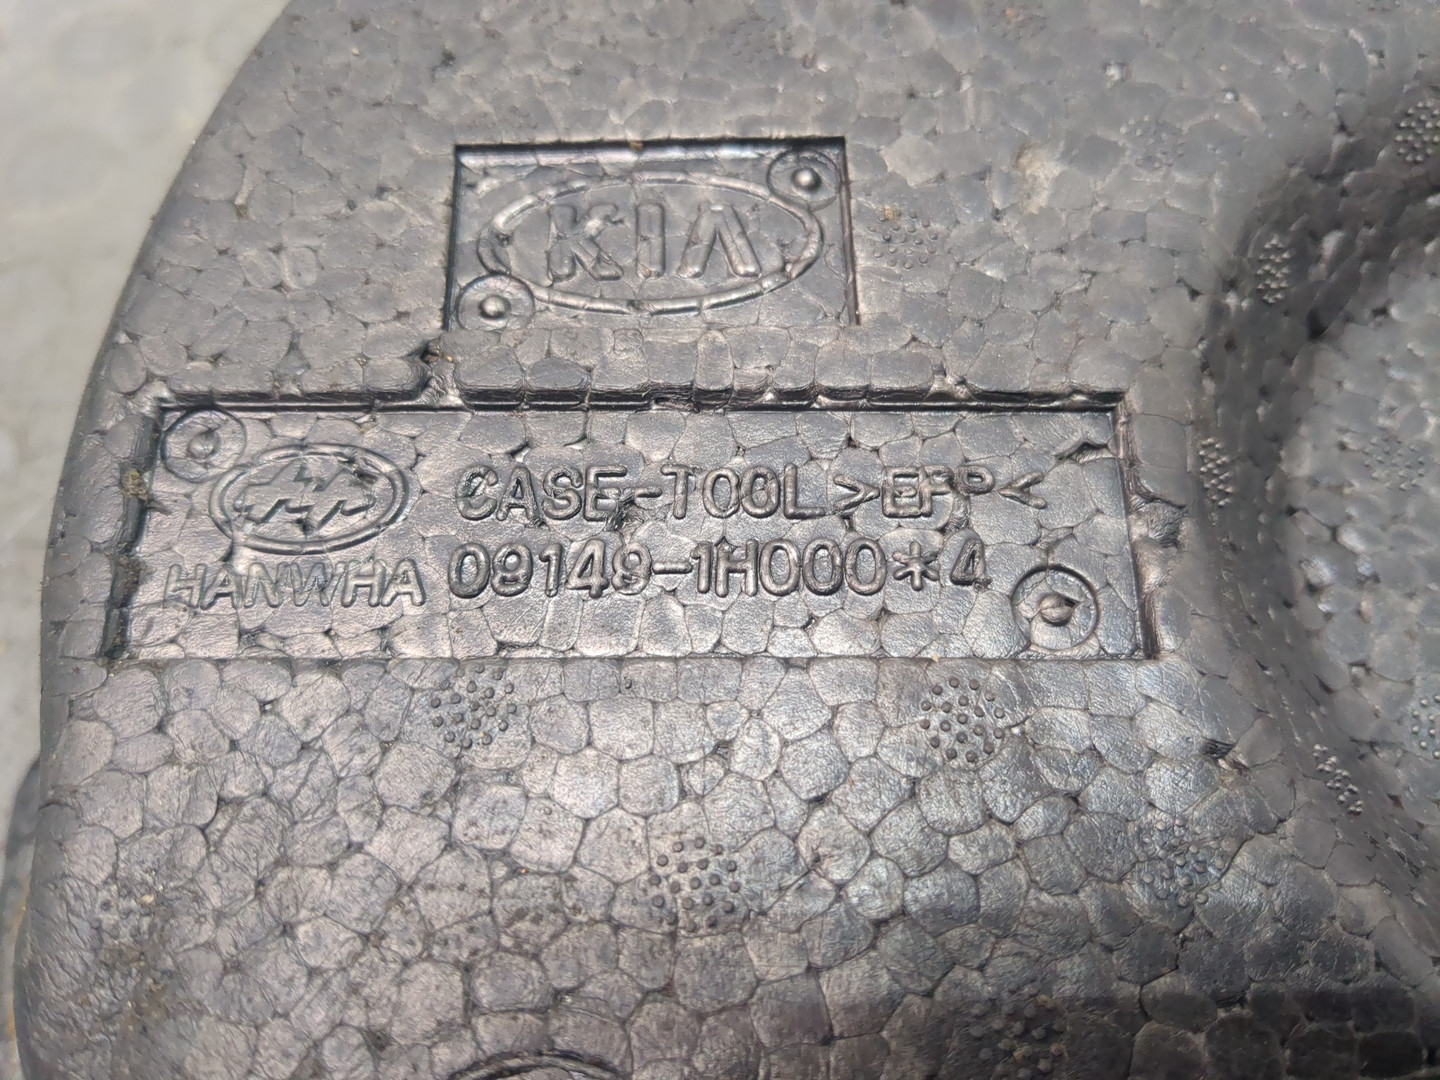 KIA
CASE-TOOL >EPP<
HANWHA 09149-1H000*4